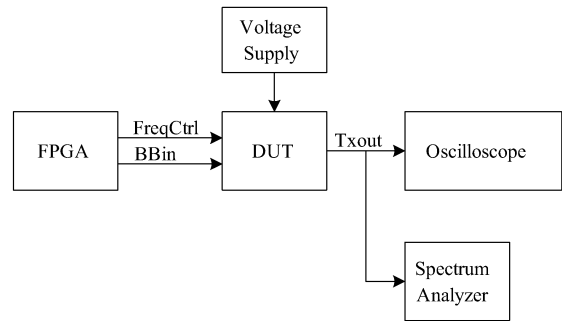 Voltage
Supply
FreqCtrl
FPGA
BBin
DUT
Txout
Oscilloscope
Spectrum
Analyzer